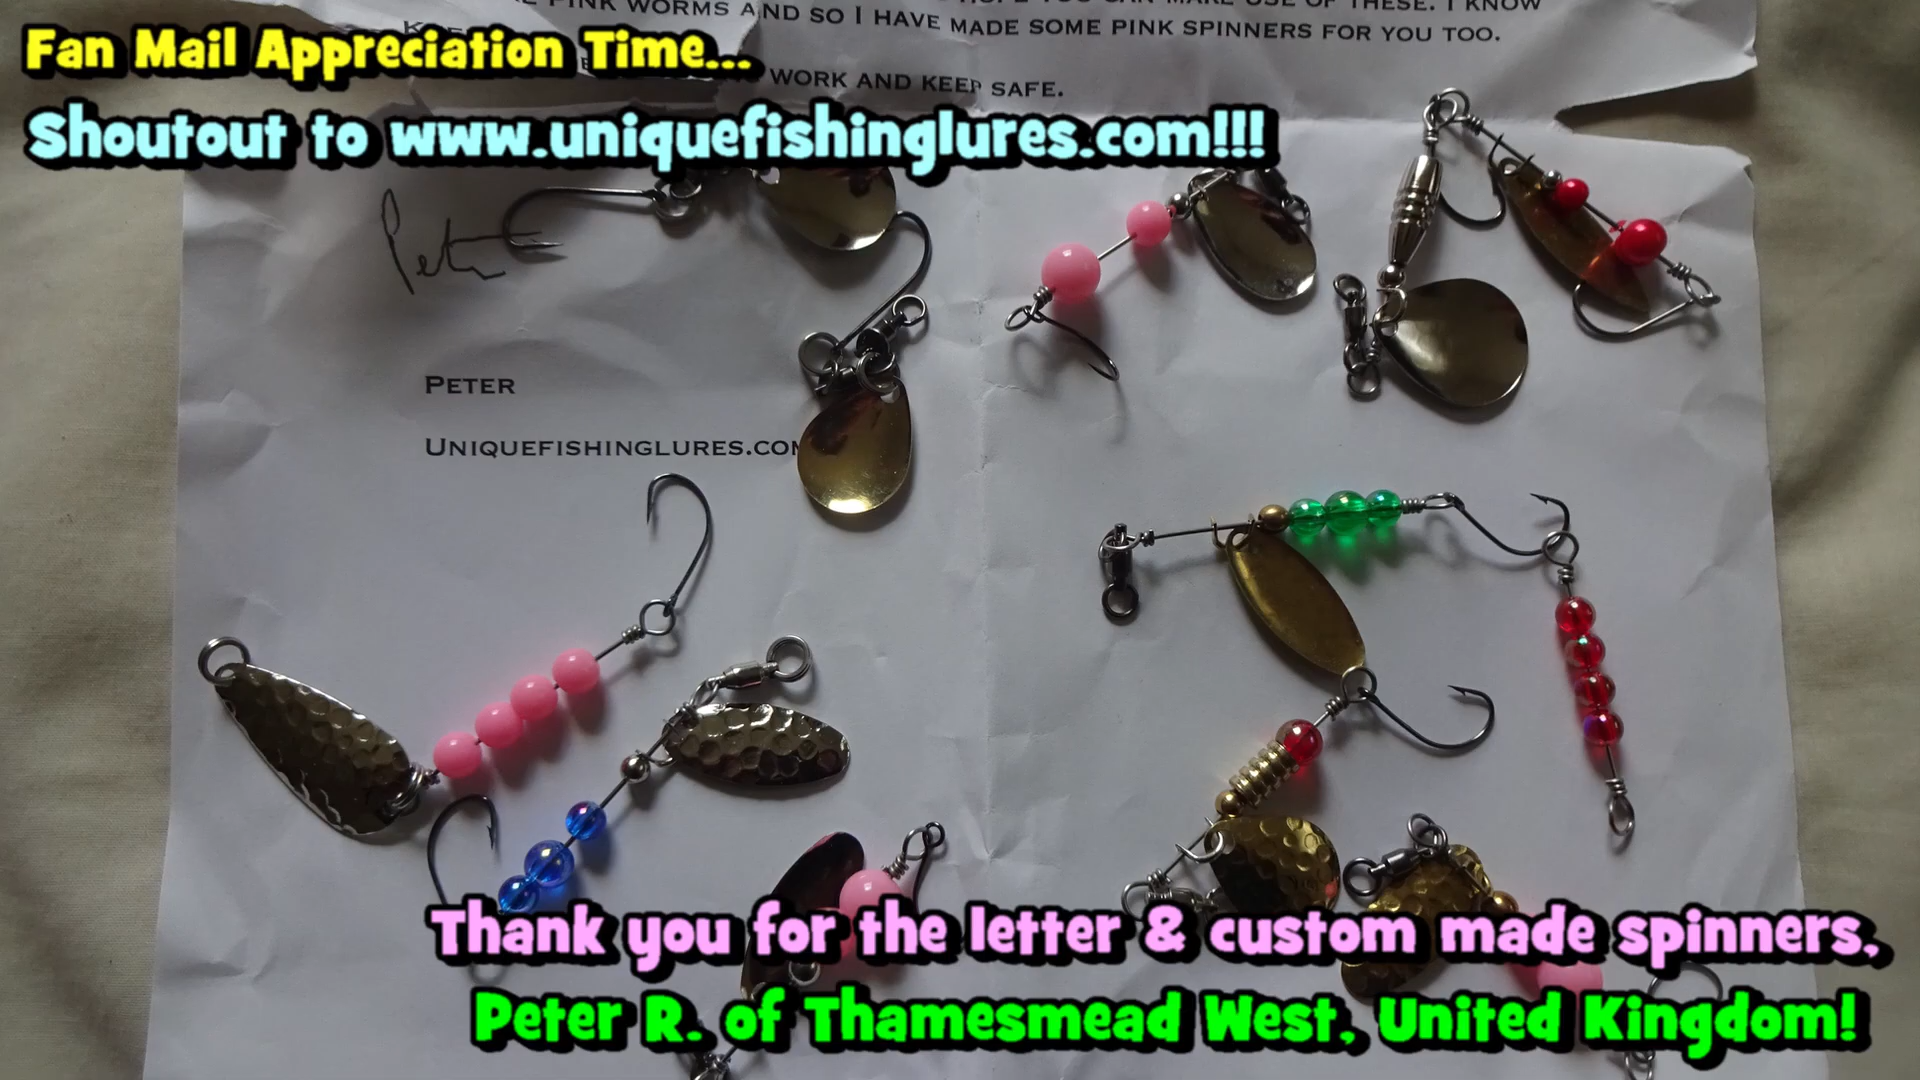 PINK WORMS AND SO I HAVE MADE SOME PINK SPINNERS FOR YOU TOO.
Fan Mail Appreciation Time...
WORK AND KEEP SAFE.
Shoutout to www.uniquefishinglures.com!!!
Peter
PETER
UNIQUEFISHINGLURES.COM
Thank you for the letter & custom made spinners,
Peter R. of Thamesmead West, United Kingdom!